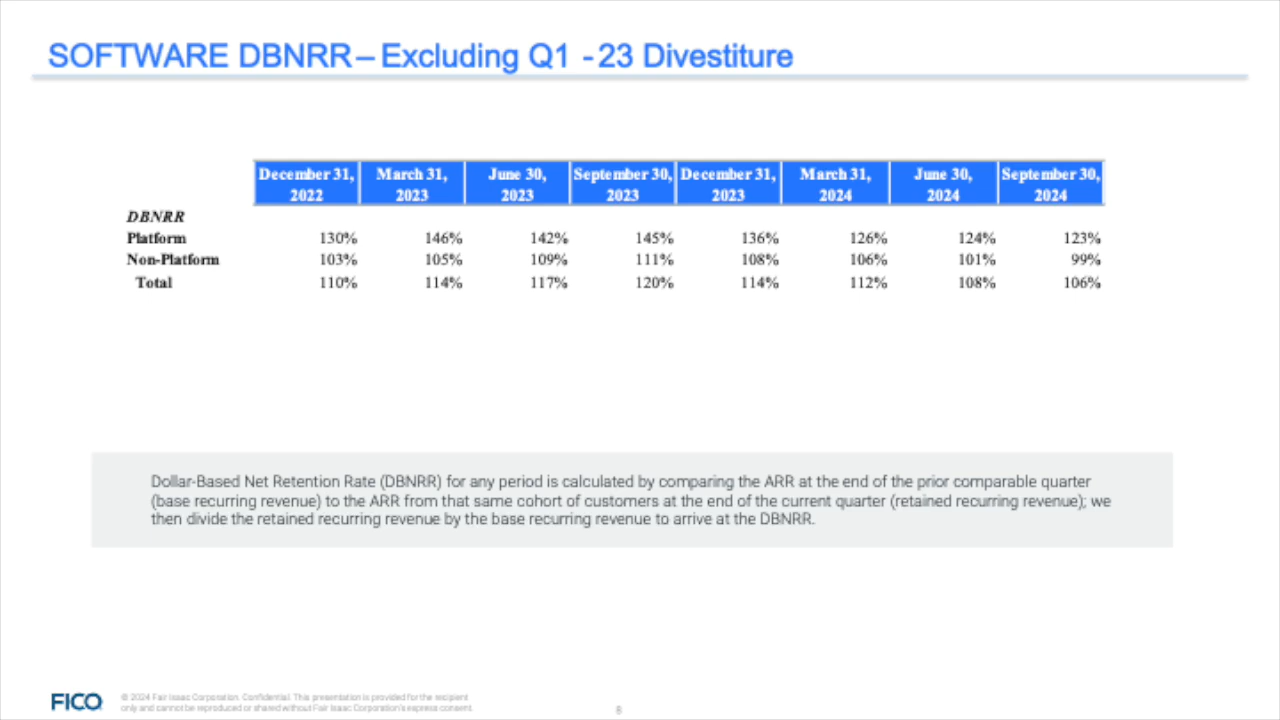 SOFTWARE DBNRR – Excluding Q1 - 23 Divestiture
December 31, 2022 March 31, 2023 June 30, 2023 September 30, 2023 December 31, 2023 March 31, 2024 June 30, 2024 September 30, 2024
DBNRR
Platform 130% 146% 142% 145% 136% 126% 124% 123%
Non-Platform 103% 105% 109% 111% 108% 106% 101% 99%
Total 110% 114% 117% 120% 114% 112% 108% 106%
Dollar-Based Net Retention Rate (DBNRR) for any period is calculated by comparing the ARR at the end of the prior comparable quarter
(base recurring revenue) to the ARR from that same cohort of customers at the end of the current quarter (retained recurring revenue); we
then divide the retained recurring revenue by the base recurring revenue to arrive at the DBNRR.
FICO
© 2024 Fair Isaac Corporation. Confidential. This presentation is provided for the recipient
only and cannot be reproduced or shared without Fair Isaac Corporation's express consent.
8